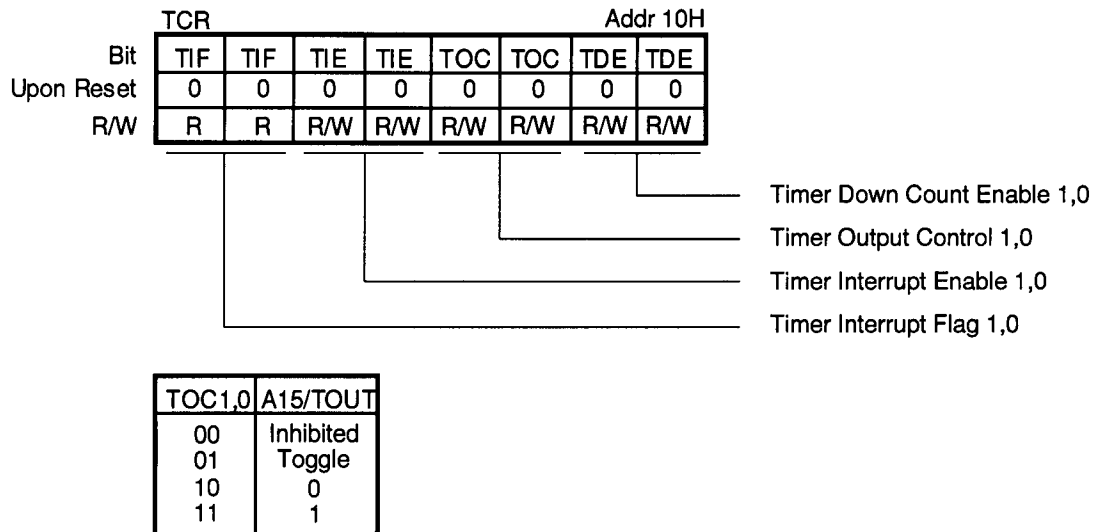 TCR Addr 10H
Bit TIF TIF TIE TIE TOC TOC TDE TDE
Upon Reset 0 0 0 0 0 0 0 0
R/W R R R/W R/W R/W R/W R/W R/W
Timer Down Count Enable 1,0
Timer Output Control 1,0
Timer Interrupt Enable 1,0
Timer Interrupt Flag 1,0
TOC1,0 A15/TOUT
00 Inhibited
01 Toggle
10 0
11 1